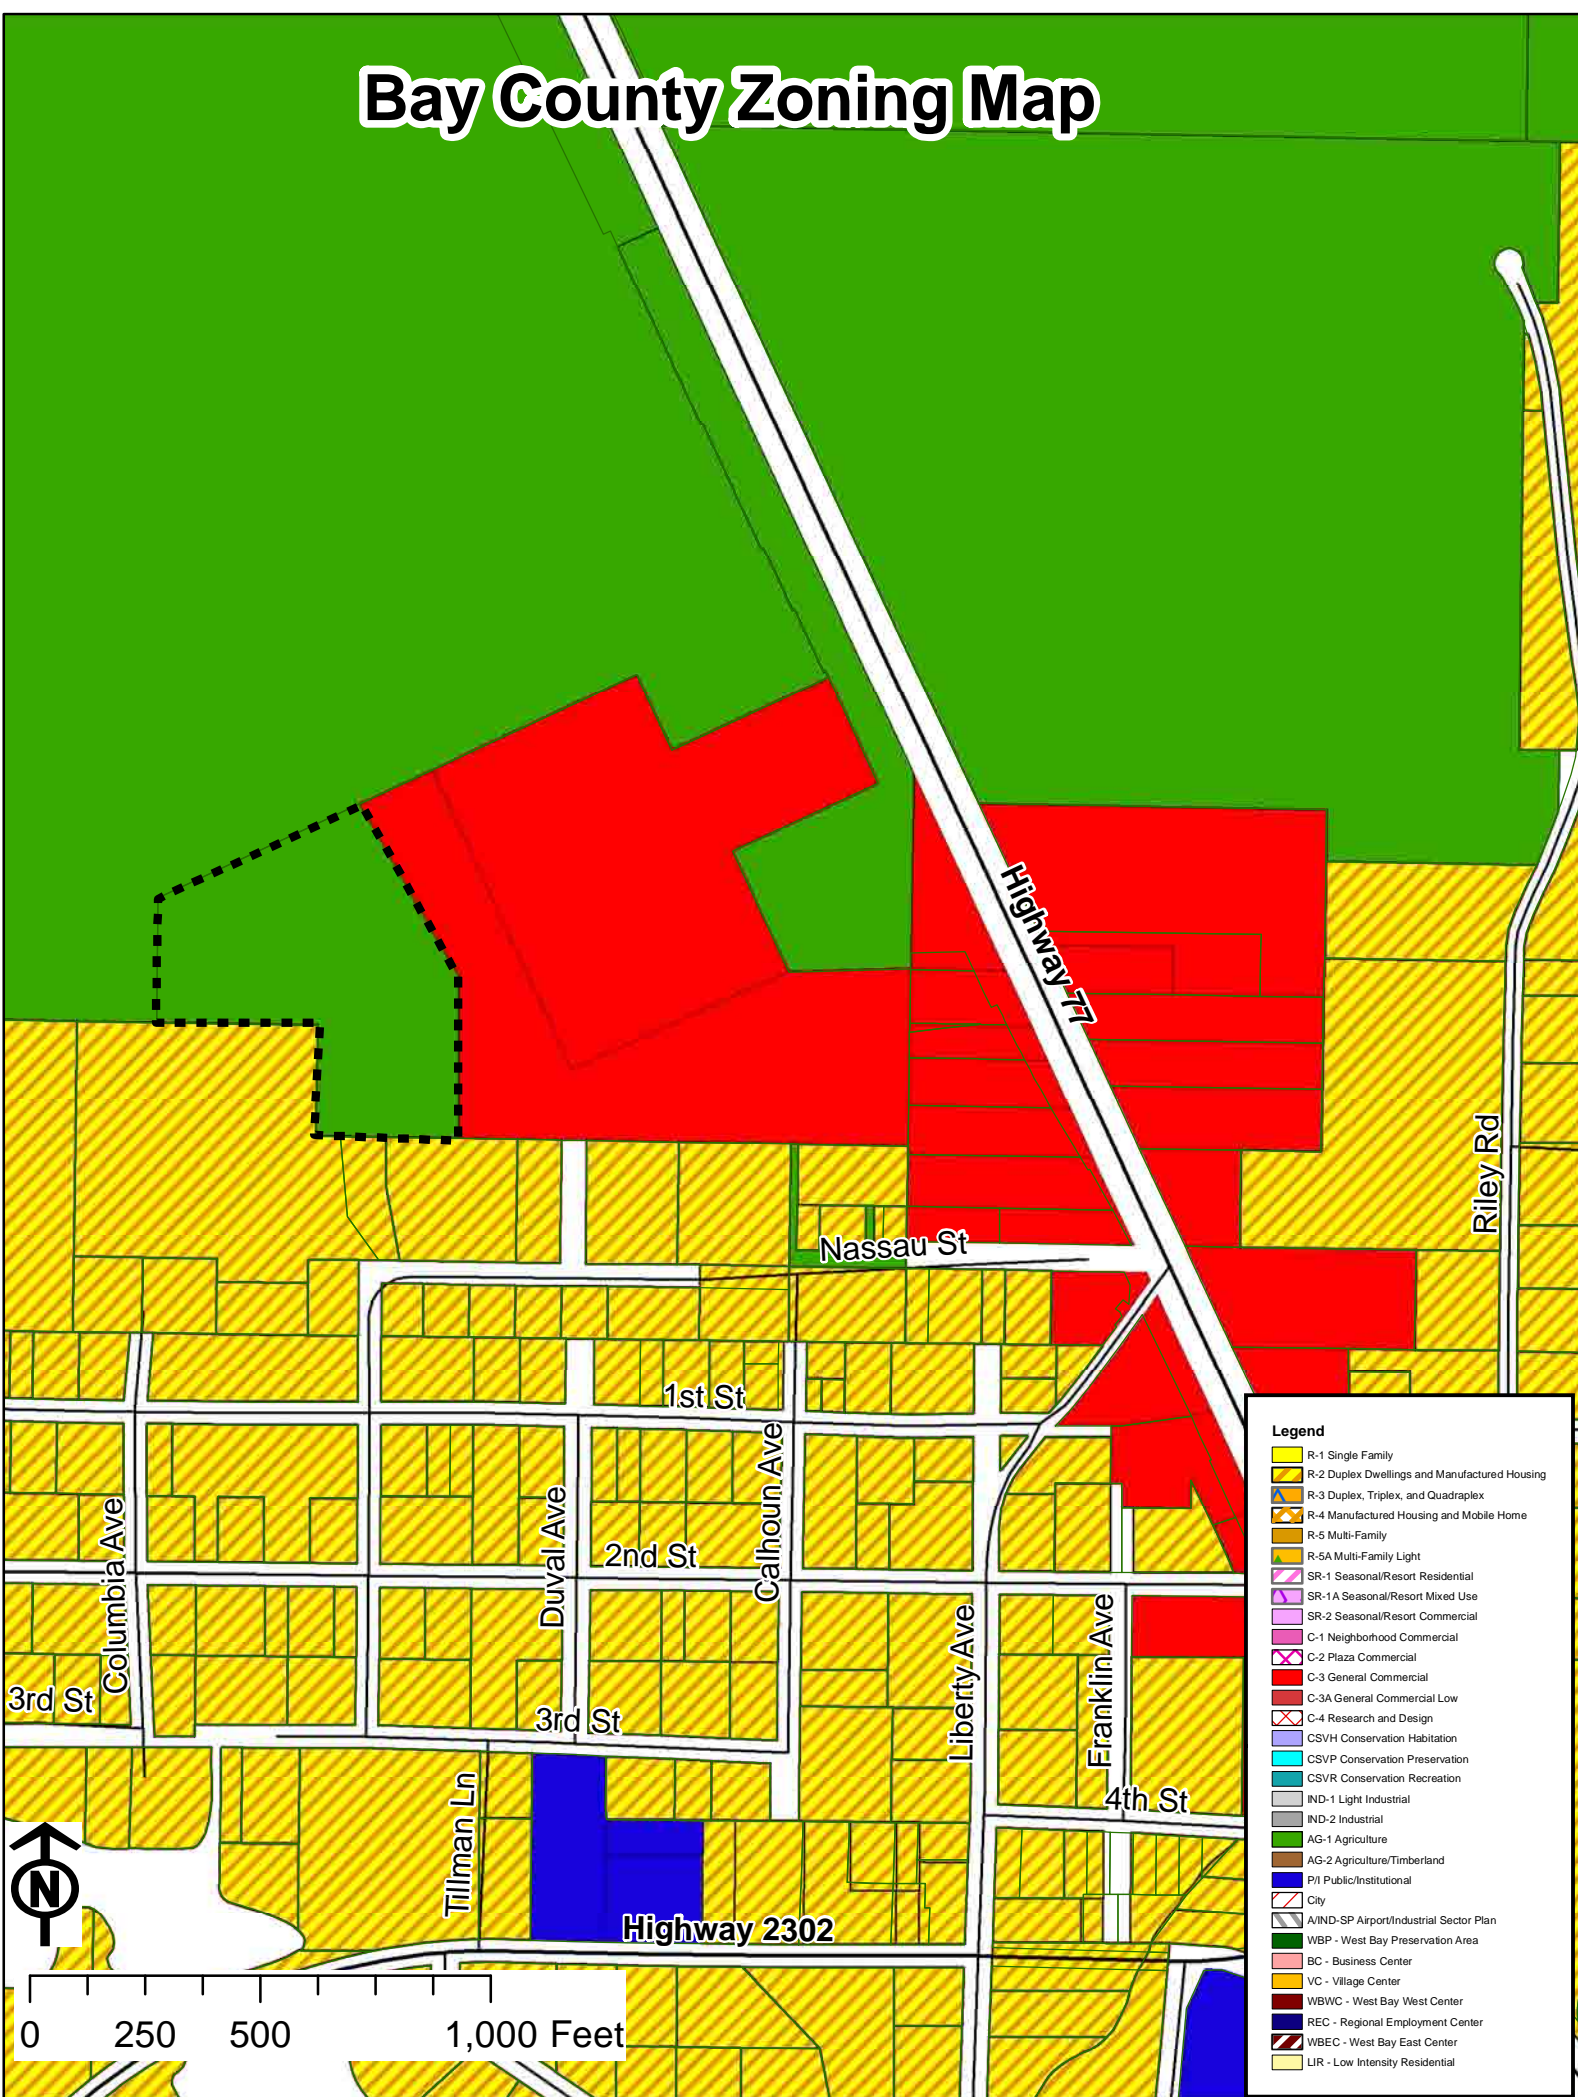 Bay County Zoning Map
Highway 77
Riley Rd
Nassau St
1st St
Calhoun Ave
Duval Ave
2nd St
Columbia Ave
Liberty Ave
Franklin Ave
3rd St
3rd St
4th St
Tillman Ln
Highway 2302
N
0 250 500 1,000 Feet
Legend
R-1 Single Family
R-2 Duplex Dwellings and Manufactured Housing
R-3 Duplex, Triplex, and Quadraplex
R-4 Manufactured Housing and Mobile Home
R-5 Multi-Family
R-5A Multi-Family Light
SR-1 Seasonal/Resort Residential
SR-1A Seasonal/Resort Mixed Use
SR-2 Seasonal/Resort Commercial
C-1 Neighborhood Commercial
C-2 Plaza Commercial
C-3 General Commercial
C-3A General Commercial Low
C-4 Research and Design
CSVH Conservation Habitation
CSVP Conservation Preservation
CSVR Conservation Recreation
IND-1 Light Industrial
IND-2 Industrial
AG-1 Agriculture
AG-2 Agriculture/Timberland
P/I Public/Institutional
City
A/IND-SP Airport/Industrial Sector Plan
WBP - West Bay Preservation Area
BC - Business Center
VC - Village Center
WBWC - West Bay West Center
REC - Regional Employment Center
WBEC - West Bay East Center
LIR - Low Intensity Residential